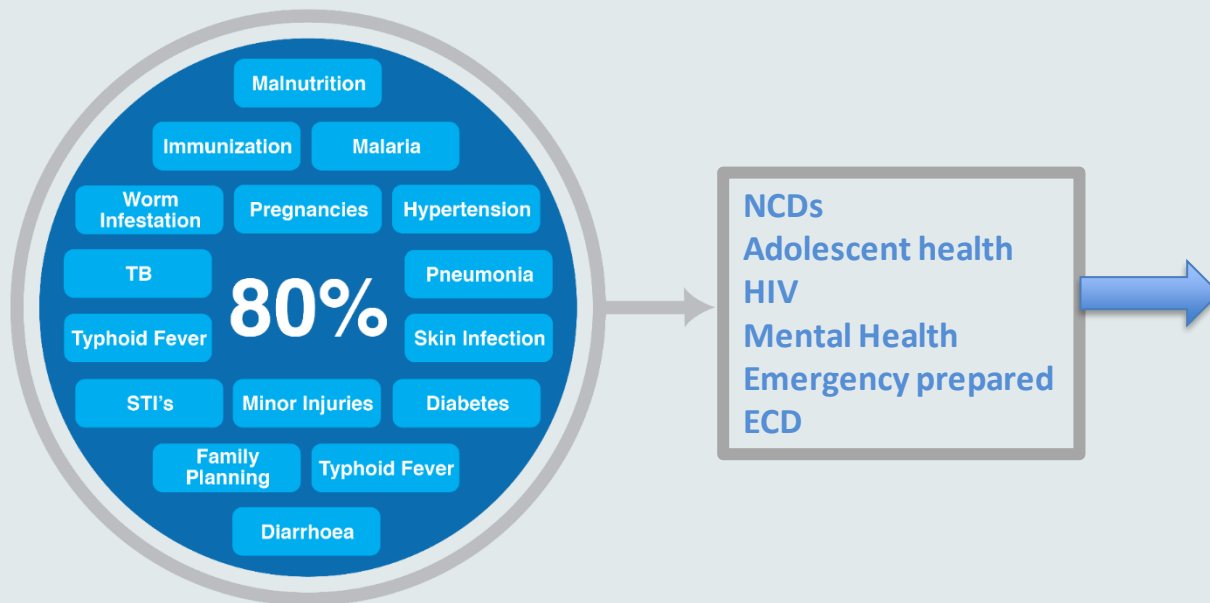 Malnutrition
Immunization
Malaria
Worm
Infestation
Pregnancies
Hypertension
TB
80%
Pneumonia
Typhoid Fever
Skin Infection
STI's
Minor Injuries
Diabetes
Family
Planning
Typhoid Fever
Diarrhoea
NCDs
Adolescent health
HIV
Mental Health
Emergency prepared
ECD